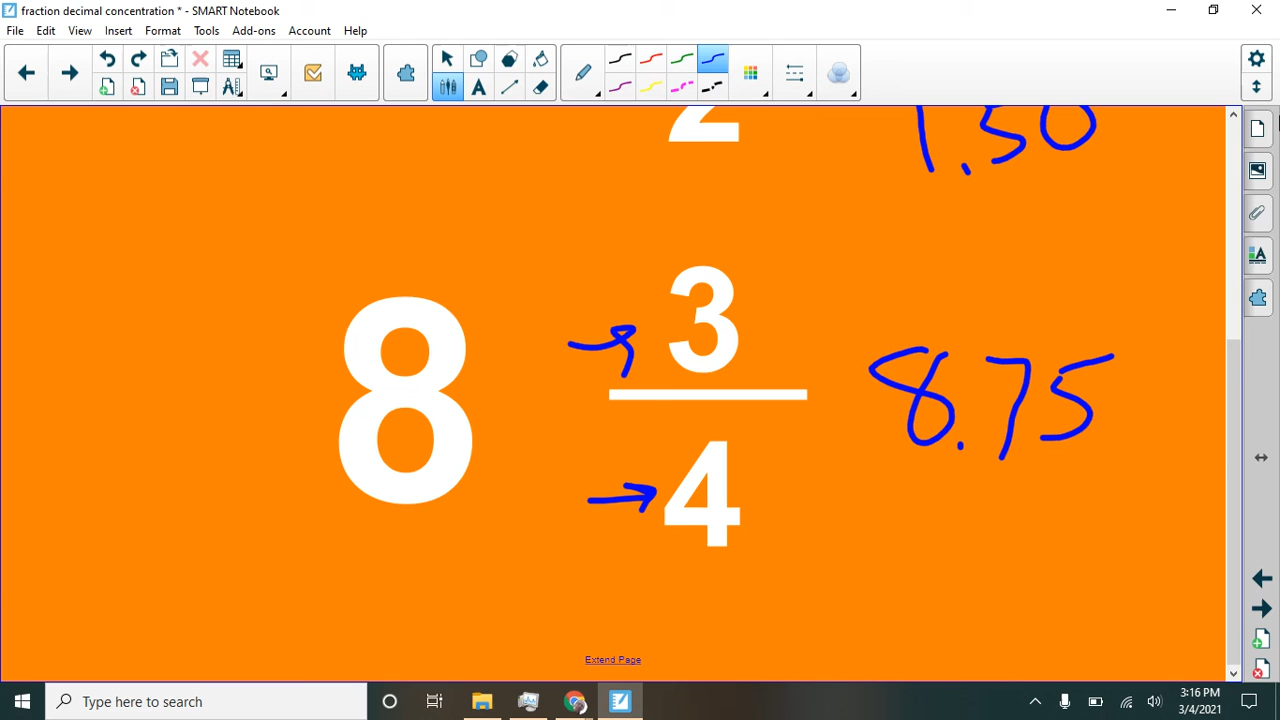 fraction decimal concentration * - SMART Notebook
File Edit View Insert Format Tools Add-ons Account Help
2 1.50
8 3/4 8.75
Extend Page
Type here to search
3:16 PM
3/4/2021